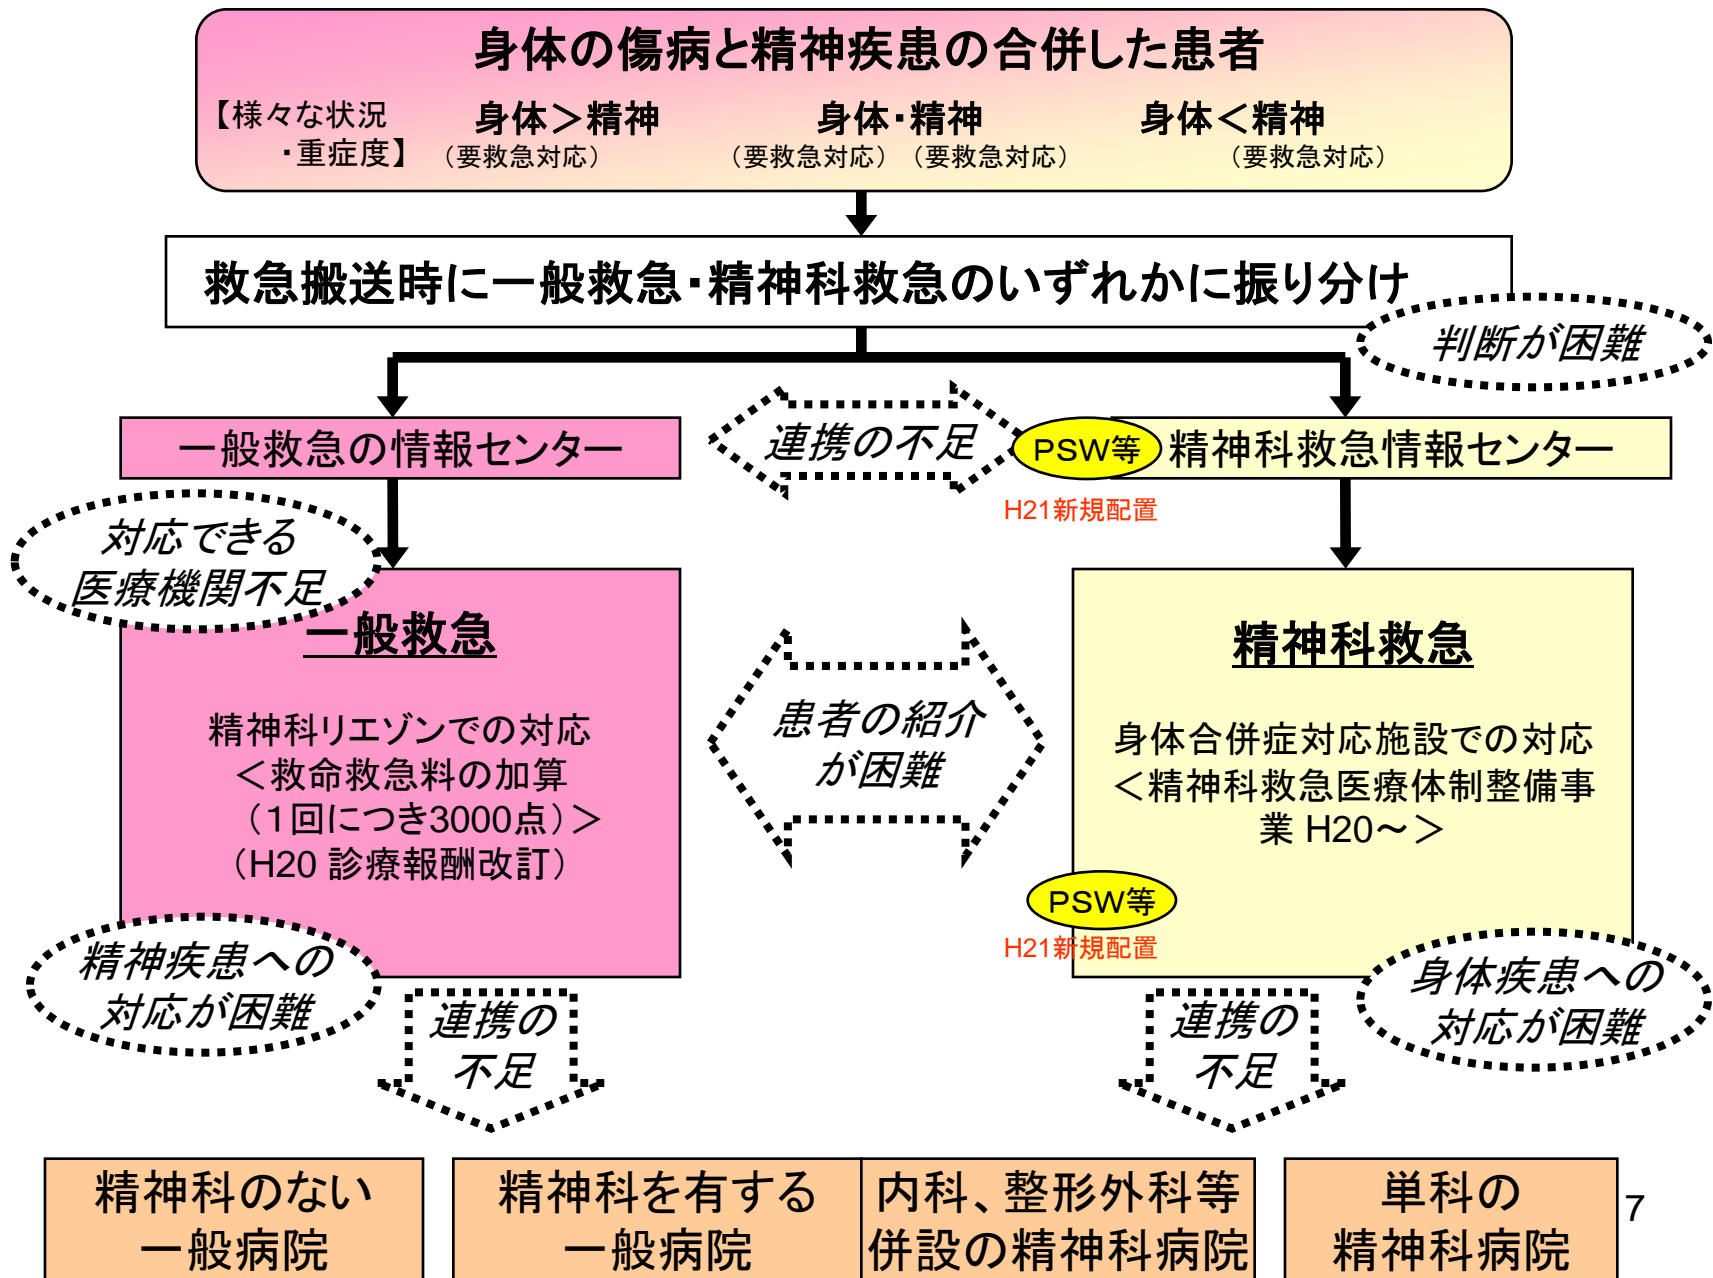 身体の傷病と精神疾患の合併した患者
【様々な状況
・重症度】
身体＞精神
（要救急対応）
身体・精神
（要救急対応）（要救急対応）
身体＜精神
（要救急対応）
救急搬送時に一般救急・精神科救急のいずれかに振り分け
判断が困難
一般救急の情報センター
連携の不足
PSW等
精神科救急情報センター
H21新規配置
対応できる
医療機関不足
一般救急
精神科リエゾンでの対応
＜救命救急料の加算
（１回につき3000点）＞
（H20 診療報酬改訂）
患者の紹介
が困難
精神科救急
身体合併症対応施設での対応
＜精神科救急医療体制整備事
業 H20～＞
PSW等
H21新規配置
精神疾患への
対応が困難
連携の
不足
連携の
不足
身体疾患への
対応が困難
精神科のない
一般病院
精神科を有する
一般病院
内科、整形外科等
併設の精神科病院
単科の
精神科病院
7